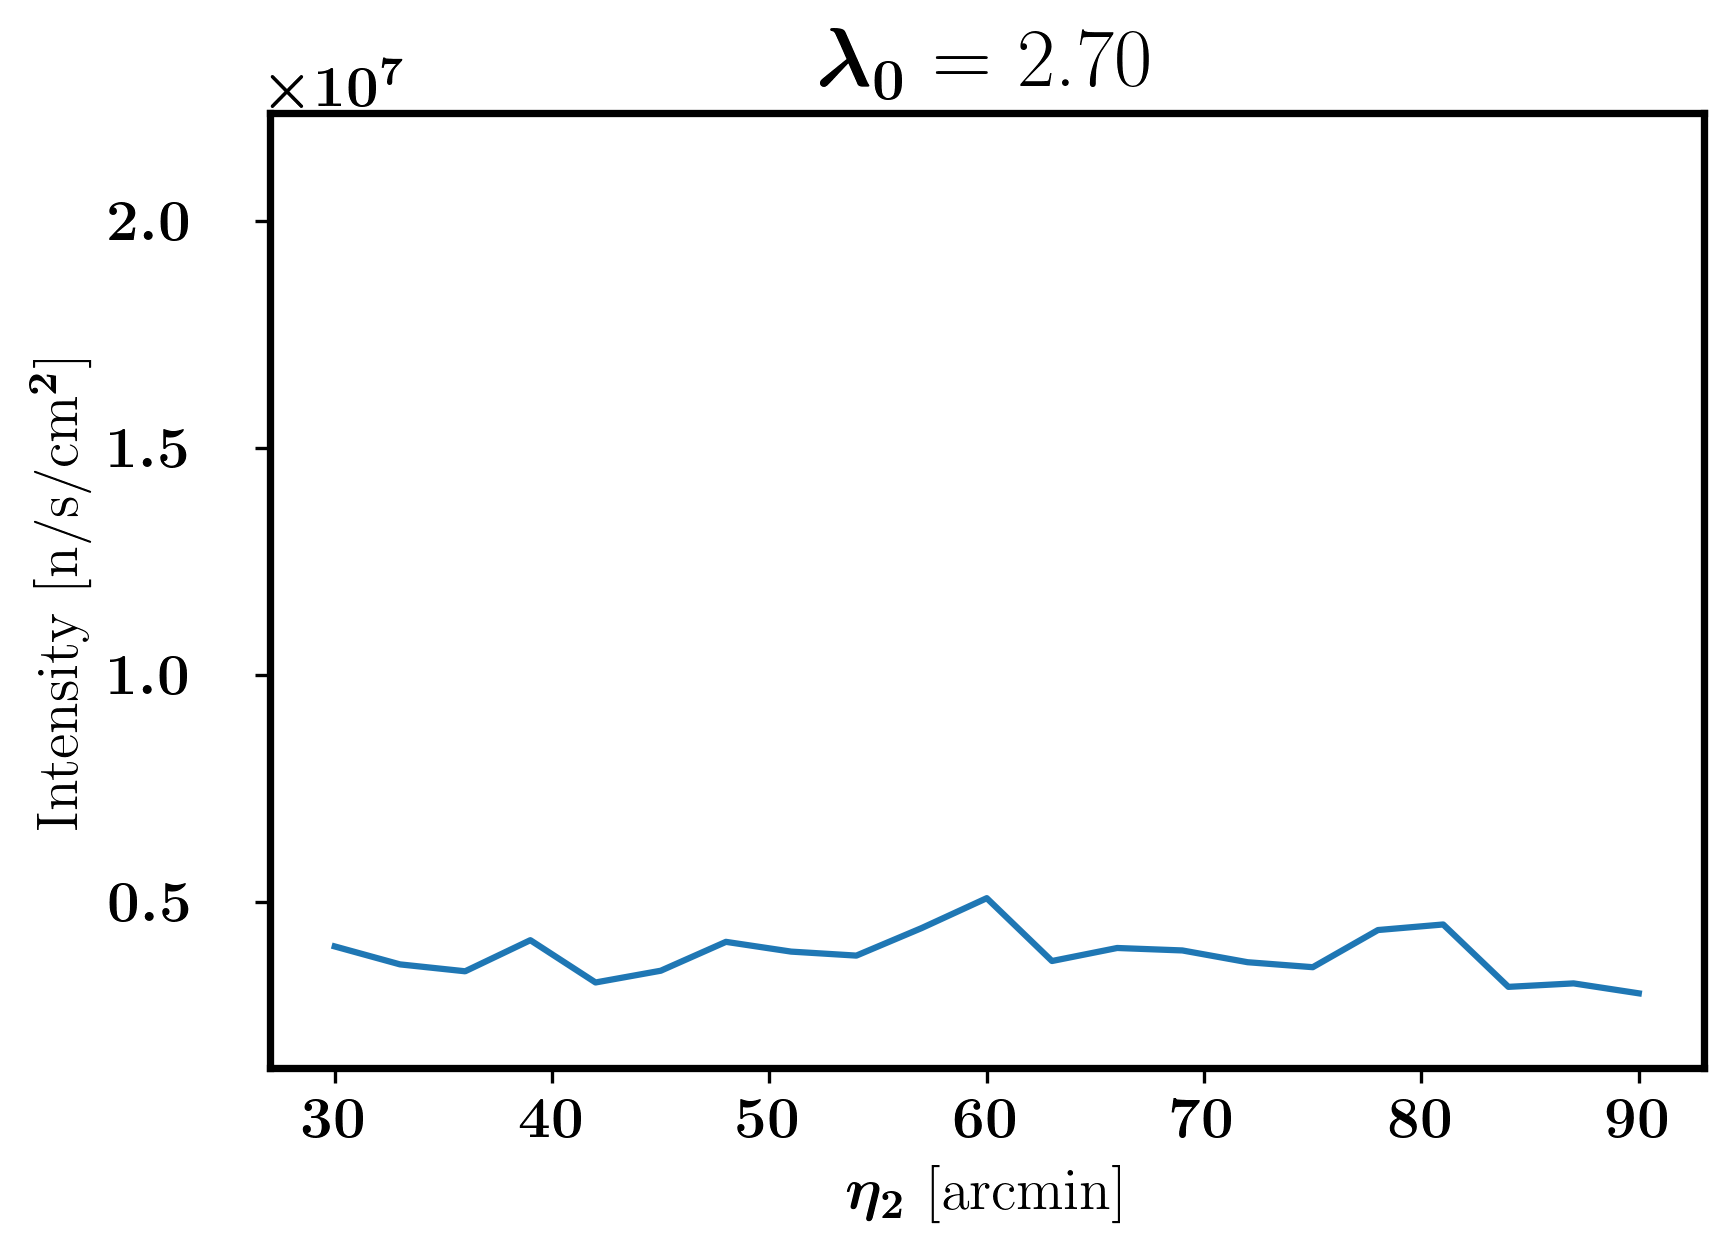 λ₀ = 2.70
×10⁷
2.0
1.5
1.0
0.5
Intensity [n/s/cm²]
30 40 50 60 70 80 90
η₂ [arcmin]